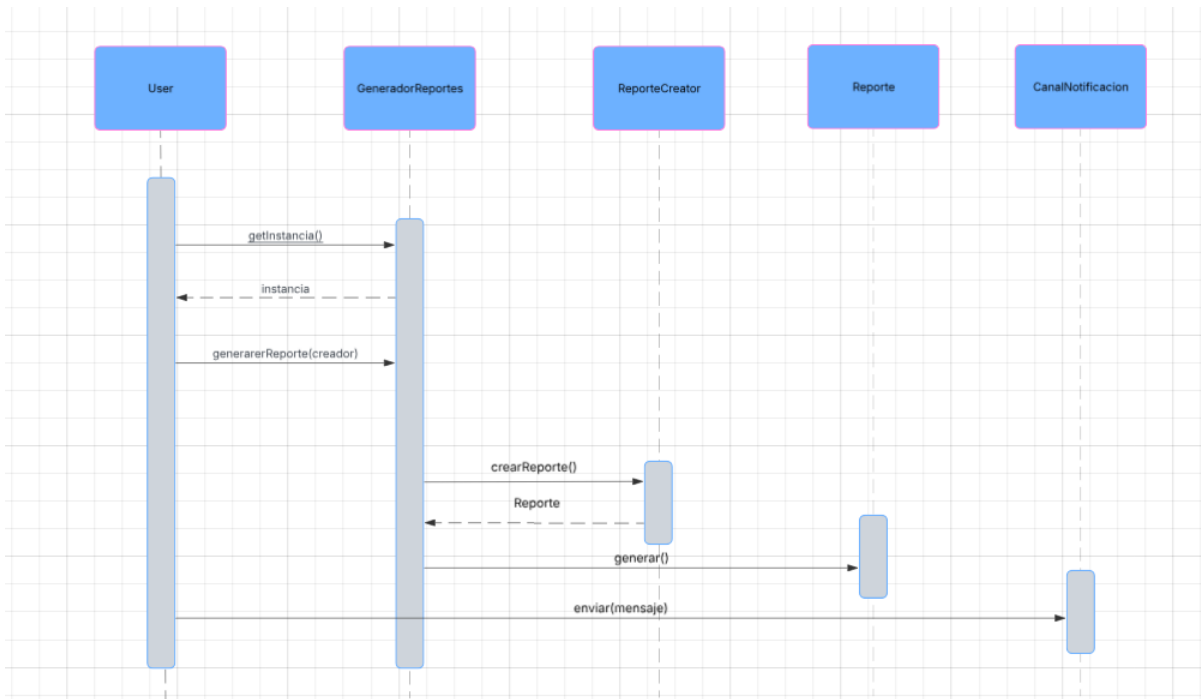 User
GeneradorReportes
ReporteCreator
Reporte
CanalNotificacion
getInstancia()
instancia
generarerReporte(creador)
crearReporte()
Reporte
generar()
enviar(mensaje)